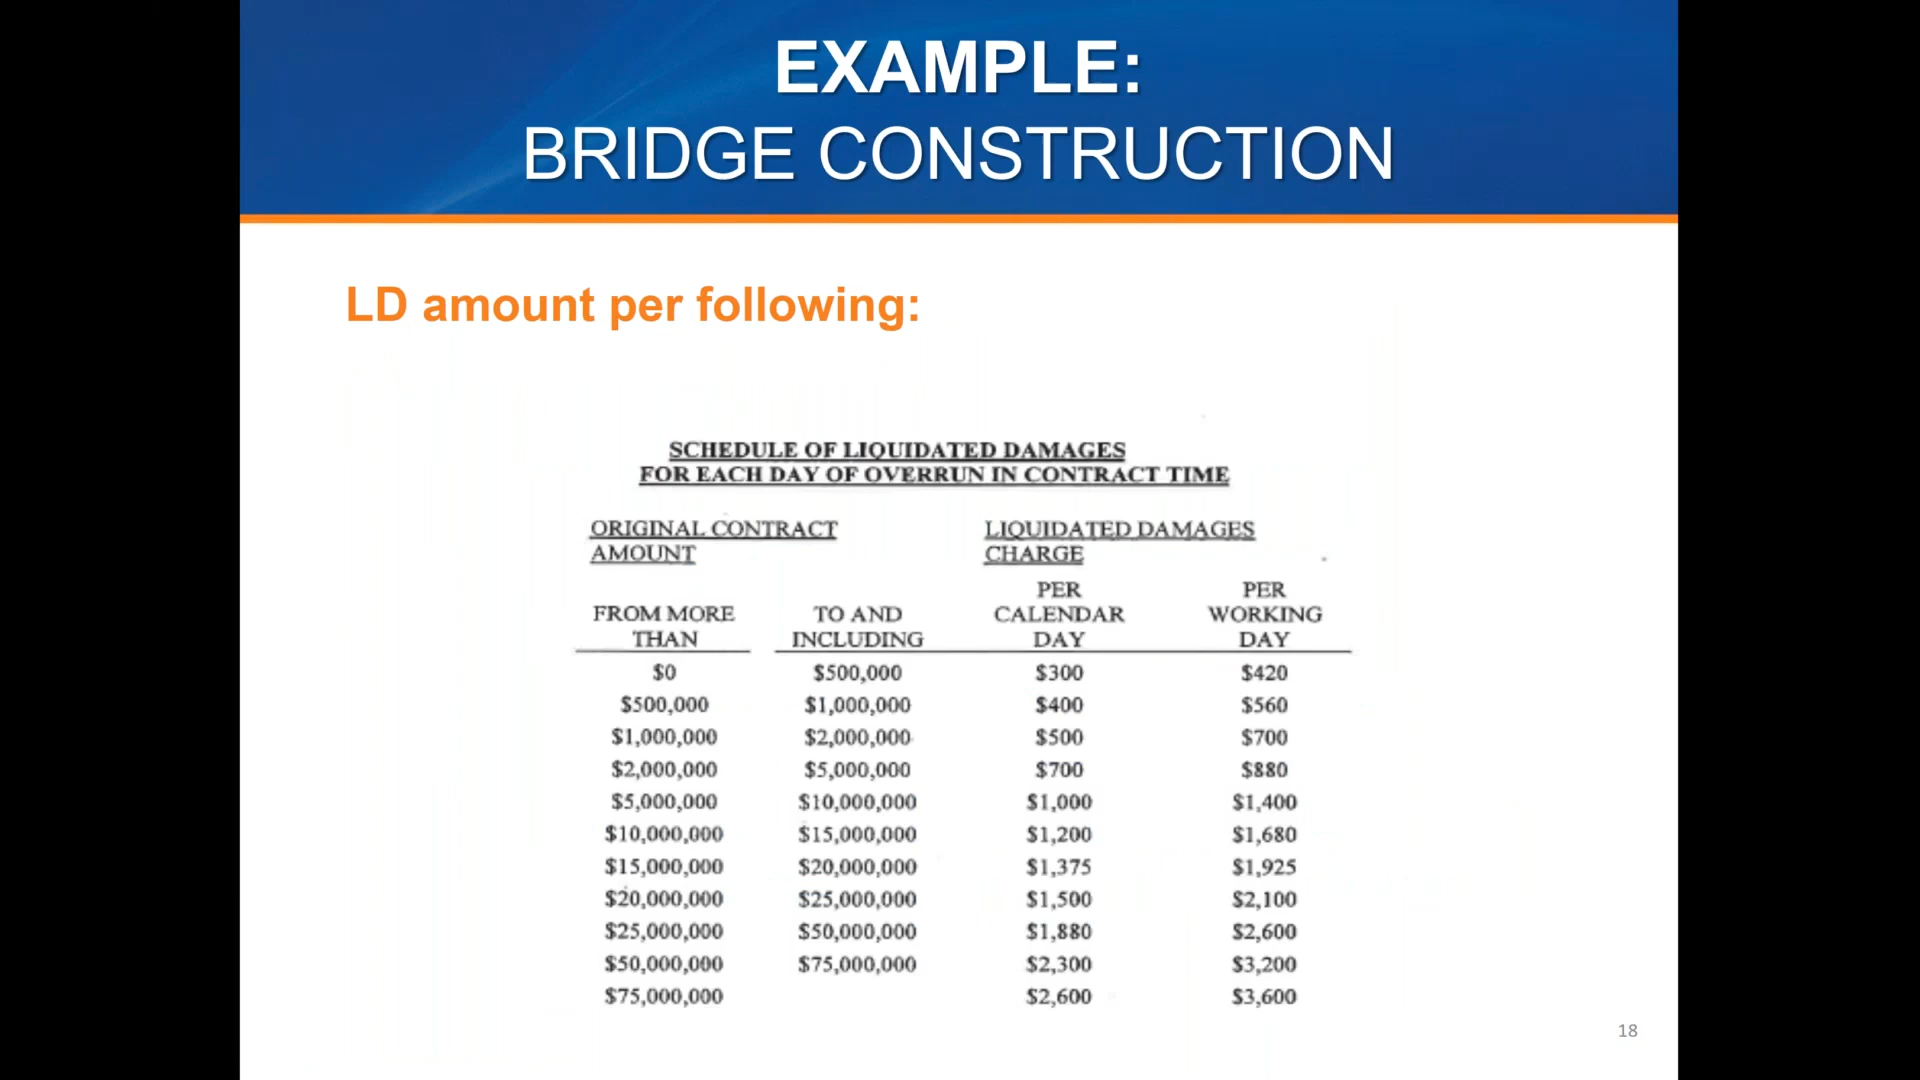 EXAMPLE:
BRIDGE CONSTRUCTION
LD amount per following:
SCHEDULE OF LIQUIDATED DAMAGES
FOR EACH DAY OF OVERRUN IN CONTRACT TIME
ORIGINAL CONTRACT LIQUIDATED DAMAGES
AMOUNT CHARGE
PER PER
FROM MORE TO AND CALENDAR WORKING
THAN INCLUDING DAY DAY
$0 $500,000 $300 $420
$500,000 $1,000,000 $400 $560
$1,000,000 $2,000,000 $500 $700
$2,000,000 $5,000,000 $700 $880
$5,000,000 $10,000,000 $1,000 $1,400
$10,000,000 $15,000,000 $1,200 $1,680
$15,000,000 $20,000,000 $1,375 $1,925
$20,000,000 $25,000,000 $1,500 $2,100
$25,000,000 $50,000,000 $1,880 $2,600
$50,000,000 $75,000,000 $2,300 $3,200
$75,000,000 $2,600 $3,600
18